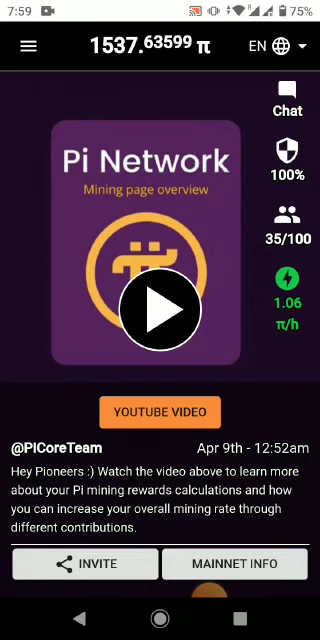 7:59
75%
1537.63599 π
EN
Chat
Pi Network
Mining page overview
100%
35/100
1.06
π/h
YOUTUBE VIDEO
@PiCoreTeam
Apr 9th - 12:52am
Hey Pioneers :) Watch the video above to learn more
about your Pi mining rewards calculations and how
you can increase your overall mining rate through
different contributions.
INVITE
MAINNET INFO